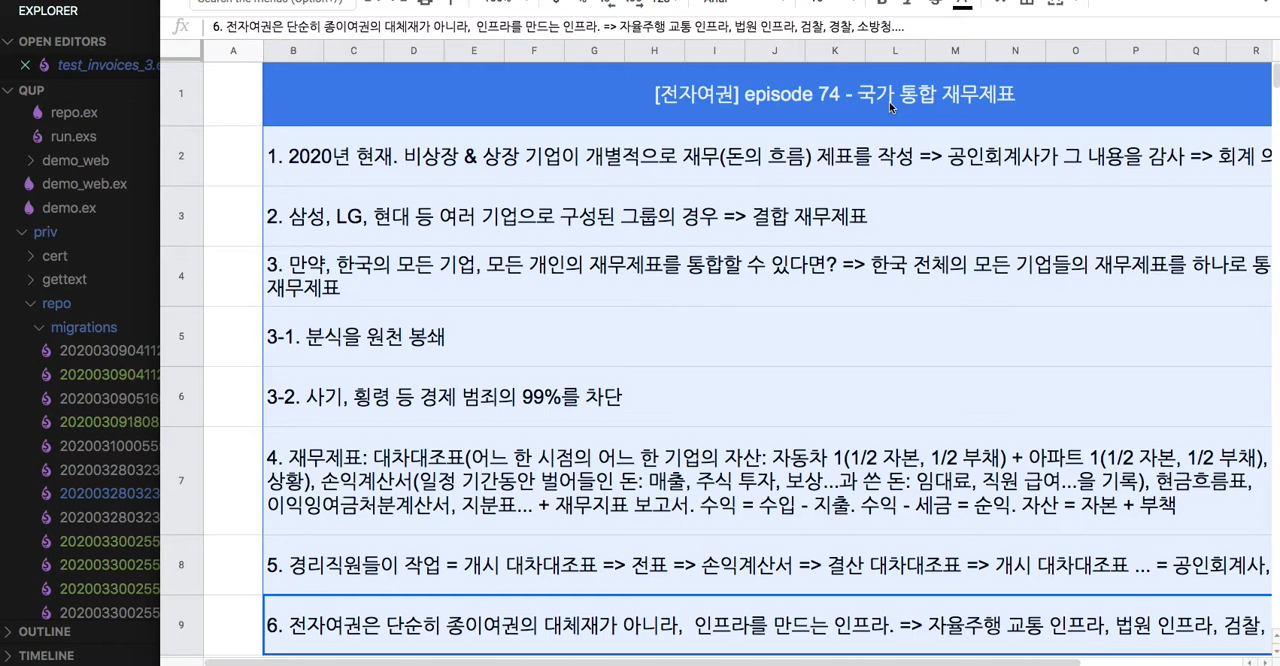 EXPLORER
OPEN EDITORS
test_invoices_3.e
QUP
repo.ex
run.exs
demo_web
demo_web.ex
demo.ex
priv
cert
gettext
repo
migrations
2020030904112
2020030904112
202003090516
202003091808
202003100055
202003280323
202003280323
202003280323
202003300255
202003300255
202003300255
202003300255
OUTLINE
TIMELINE
fx 6. 전자여권은 단순히 종이여권의 대체재가 아니라, 인프라를 만드는 인프라. => 자율주행 교통 인프라, 법원 인프라, 검찰, 경찰, 소방청....
A B C D E F G H I J K L M N O P Q R
1 [전자여권] episode 74 - 국가 통합 재무제표
2 1. 2020년 현재. 비상장 & 상장 기업이 개별적으로 재무(돈의 흐름) 제표를 작성 => 공인회계사가 그 내용을 감사 => 회계
3 2. 삼성, LG, 현대 등 여러 기업으로 구성된 그룹의 경우 => 결합 재무제표
4 3. 만약, 한국의 모든 기업, 모든 개인의 재무제표를 통합할 수 있다면? => 한국 전체의 모든 기업들의 재무제표를 하나로 통
재무제표
5 3-1. 분식을 원천 봉쇄
6 3-2. 사기, 횡령 등 경제 범죄의 99%를 차단
7 4. 재무제표: 대차대조표(어느 한 시점의 어느 한 기업의 자산: 자동차 1(1/2 자본, 1/2 부채) + 아파트 1(1/2 자본, 1/2 부채),
상황), 손익계산서(일정 기간동안 벌어들인 돈: 매출, 주식 투자, 보상...과 쓴 돈: 임대료, 직원 급여...을 기록), 현금흐름표,
이익잉여금처분계산서, 지분표... + 재무지표 보고서. 수익 = 수입 - 지출. 수익 - 세금 = 순익. 자산 = 자본 + 부책
8 5. 경리직원들이 작업 = 개시 대차대조표 => 전표 => 손익계산서 => 결산 대차대조표 => 개시 대차대조표 ... = 공인회계사,
9 6. 전자여권은 단순히 종이여권의 대체재가 아니라, 인프라를 만드는 인프라. => 자율주행 교통 인프라, 법원 인프라, 검찰,